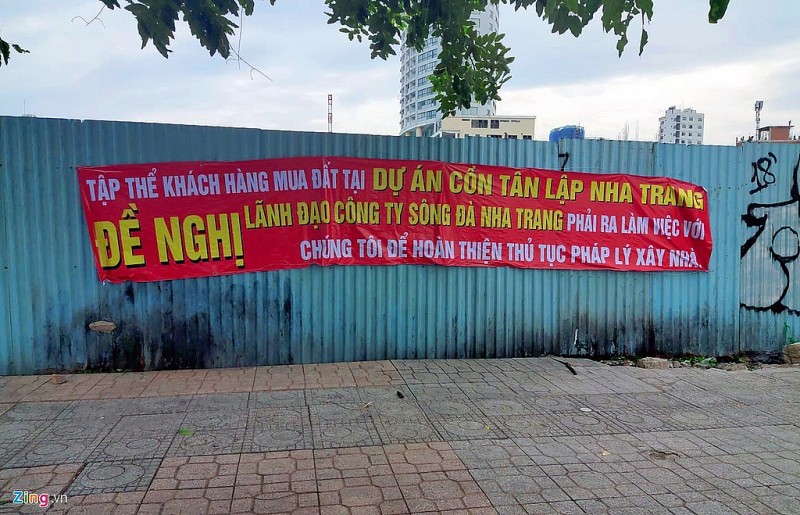 TẬP THỂ KHÁCH HÀNG MUA ĐẤT TẠI DỰ ÁN CỒN TÂN LẬP NHA TRANG
ĐỀ NGHỊ LÃNH ĐẠO CÔNG TY SÔNG ĐÀ NHA TRANG PHẢI RA LÀM VIỆC VỚI
CHÚNG TÔI ĐỂ HOÀN THIỆN THỦ TỤC PHÁP LÝ XÂY NHÀ
18
Zing.vn